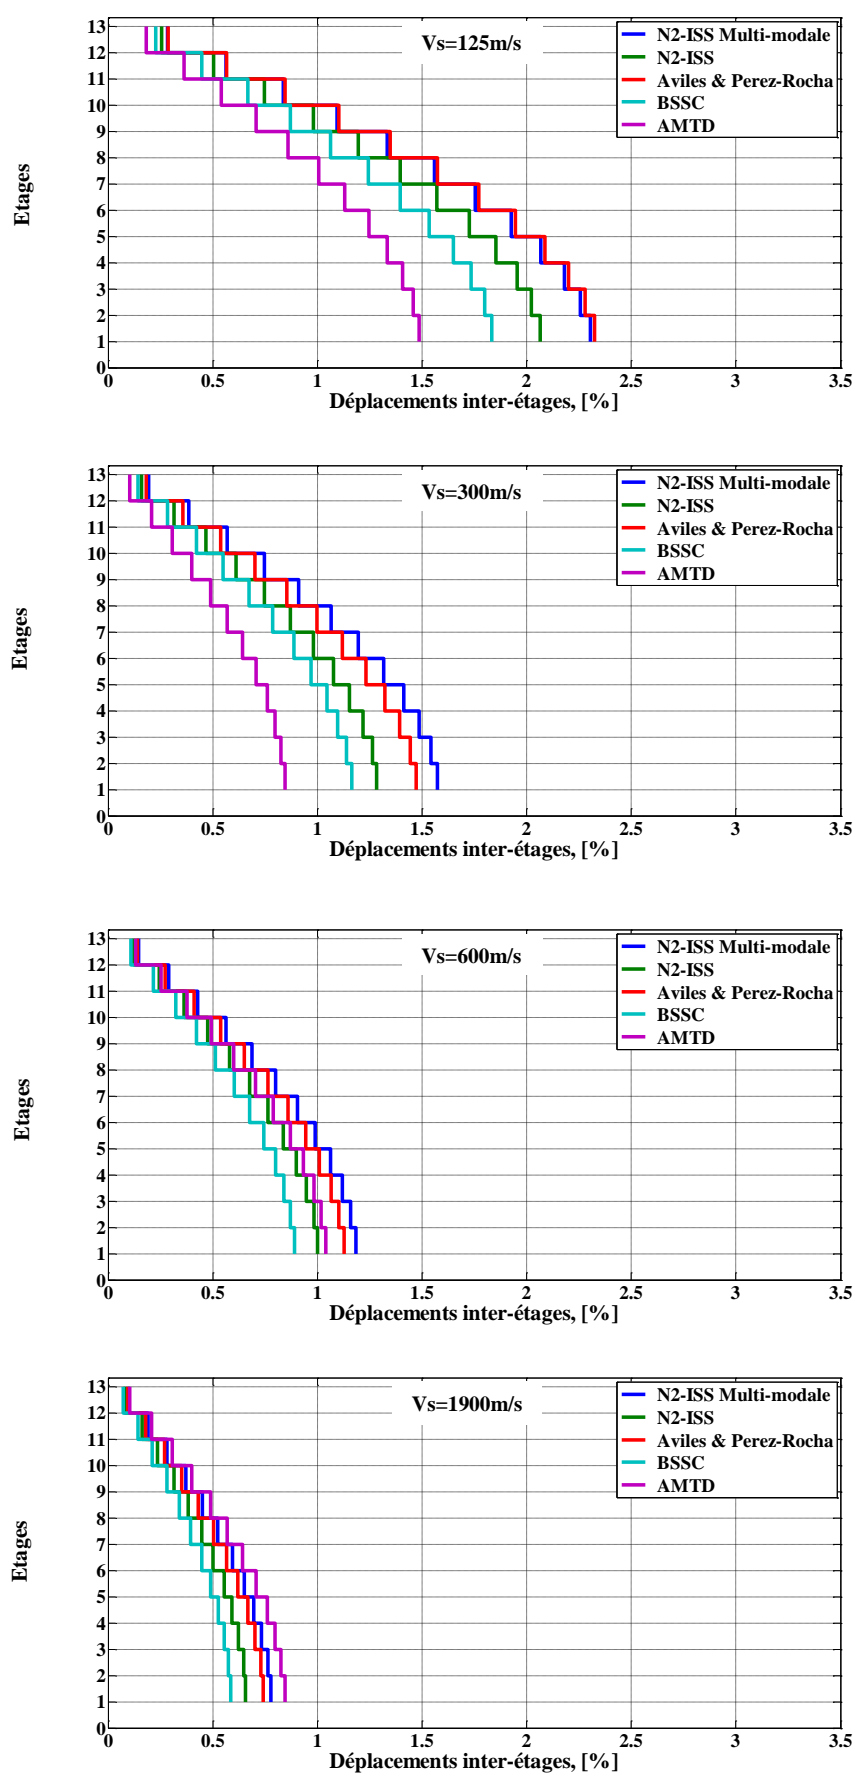 Vs=125m/s
N2-ISS Multi-modale
N2-ISS
Aviles & Perez-Rocha
BSSC
AMTD
Etages
13
12
11
10
9
8
7
6
5
4
3
2
1
0
0 0.5 1 1.5 2 2.5 3 3.5
Déplacements inter-étages, [%]
Vs=300m/s
N2-ISS Multi-modale
N2-ISS
Aviles & Perez-Rocha
BSSC
AMTD
Etages
13
12
11
10
9
8
7
6
5
4
3
2
1
0
0 0.5 1 1.5 2 2.5 3 3.5
Déplacements inter-étages, [%]
Vs=600m/s
N2-ISS Multi-modale
N2-ISS
Aviles & Perez-Rocha
BSSC
AMTD
Etages
13
12
11
10
9
8
7
6
5
4
3
2
1
0
0 0.5 1 1.5 2 2.5 3 3.5
Déplacements inter-étages, [%]
Vs=1900m/s
N2-ISS Multi-modale
N2-ISS
Aviles & Perez-Rocha
BSSC
AMTD
Etages
13
12
11
10
9
8
7
6
5
4
3
2
1
0
0 0.5 1 1.5 2 2.5 3 3.5
Déplacements inter-étages, [%]